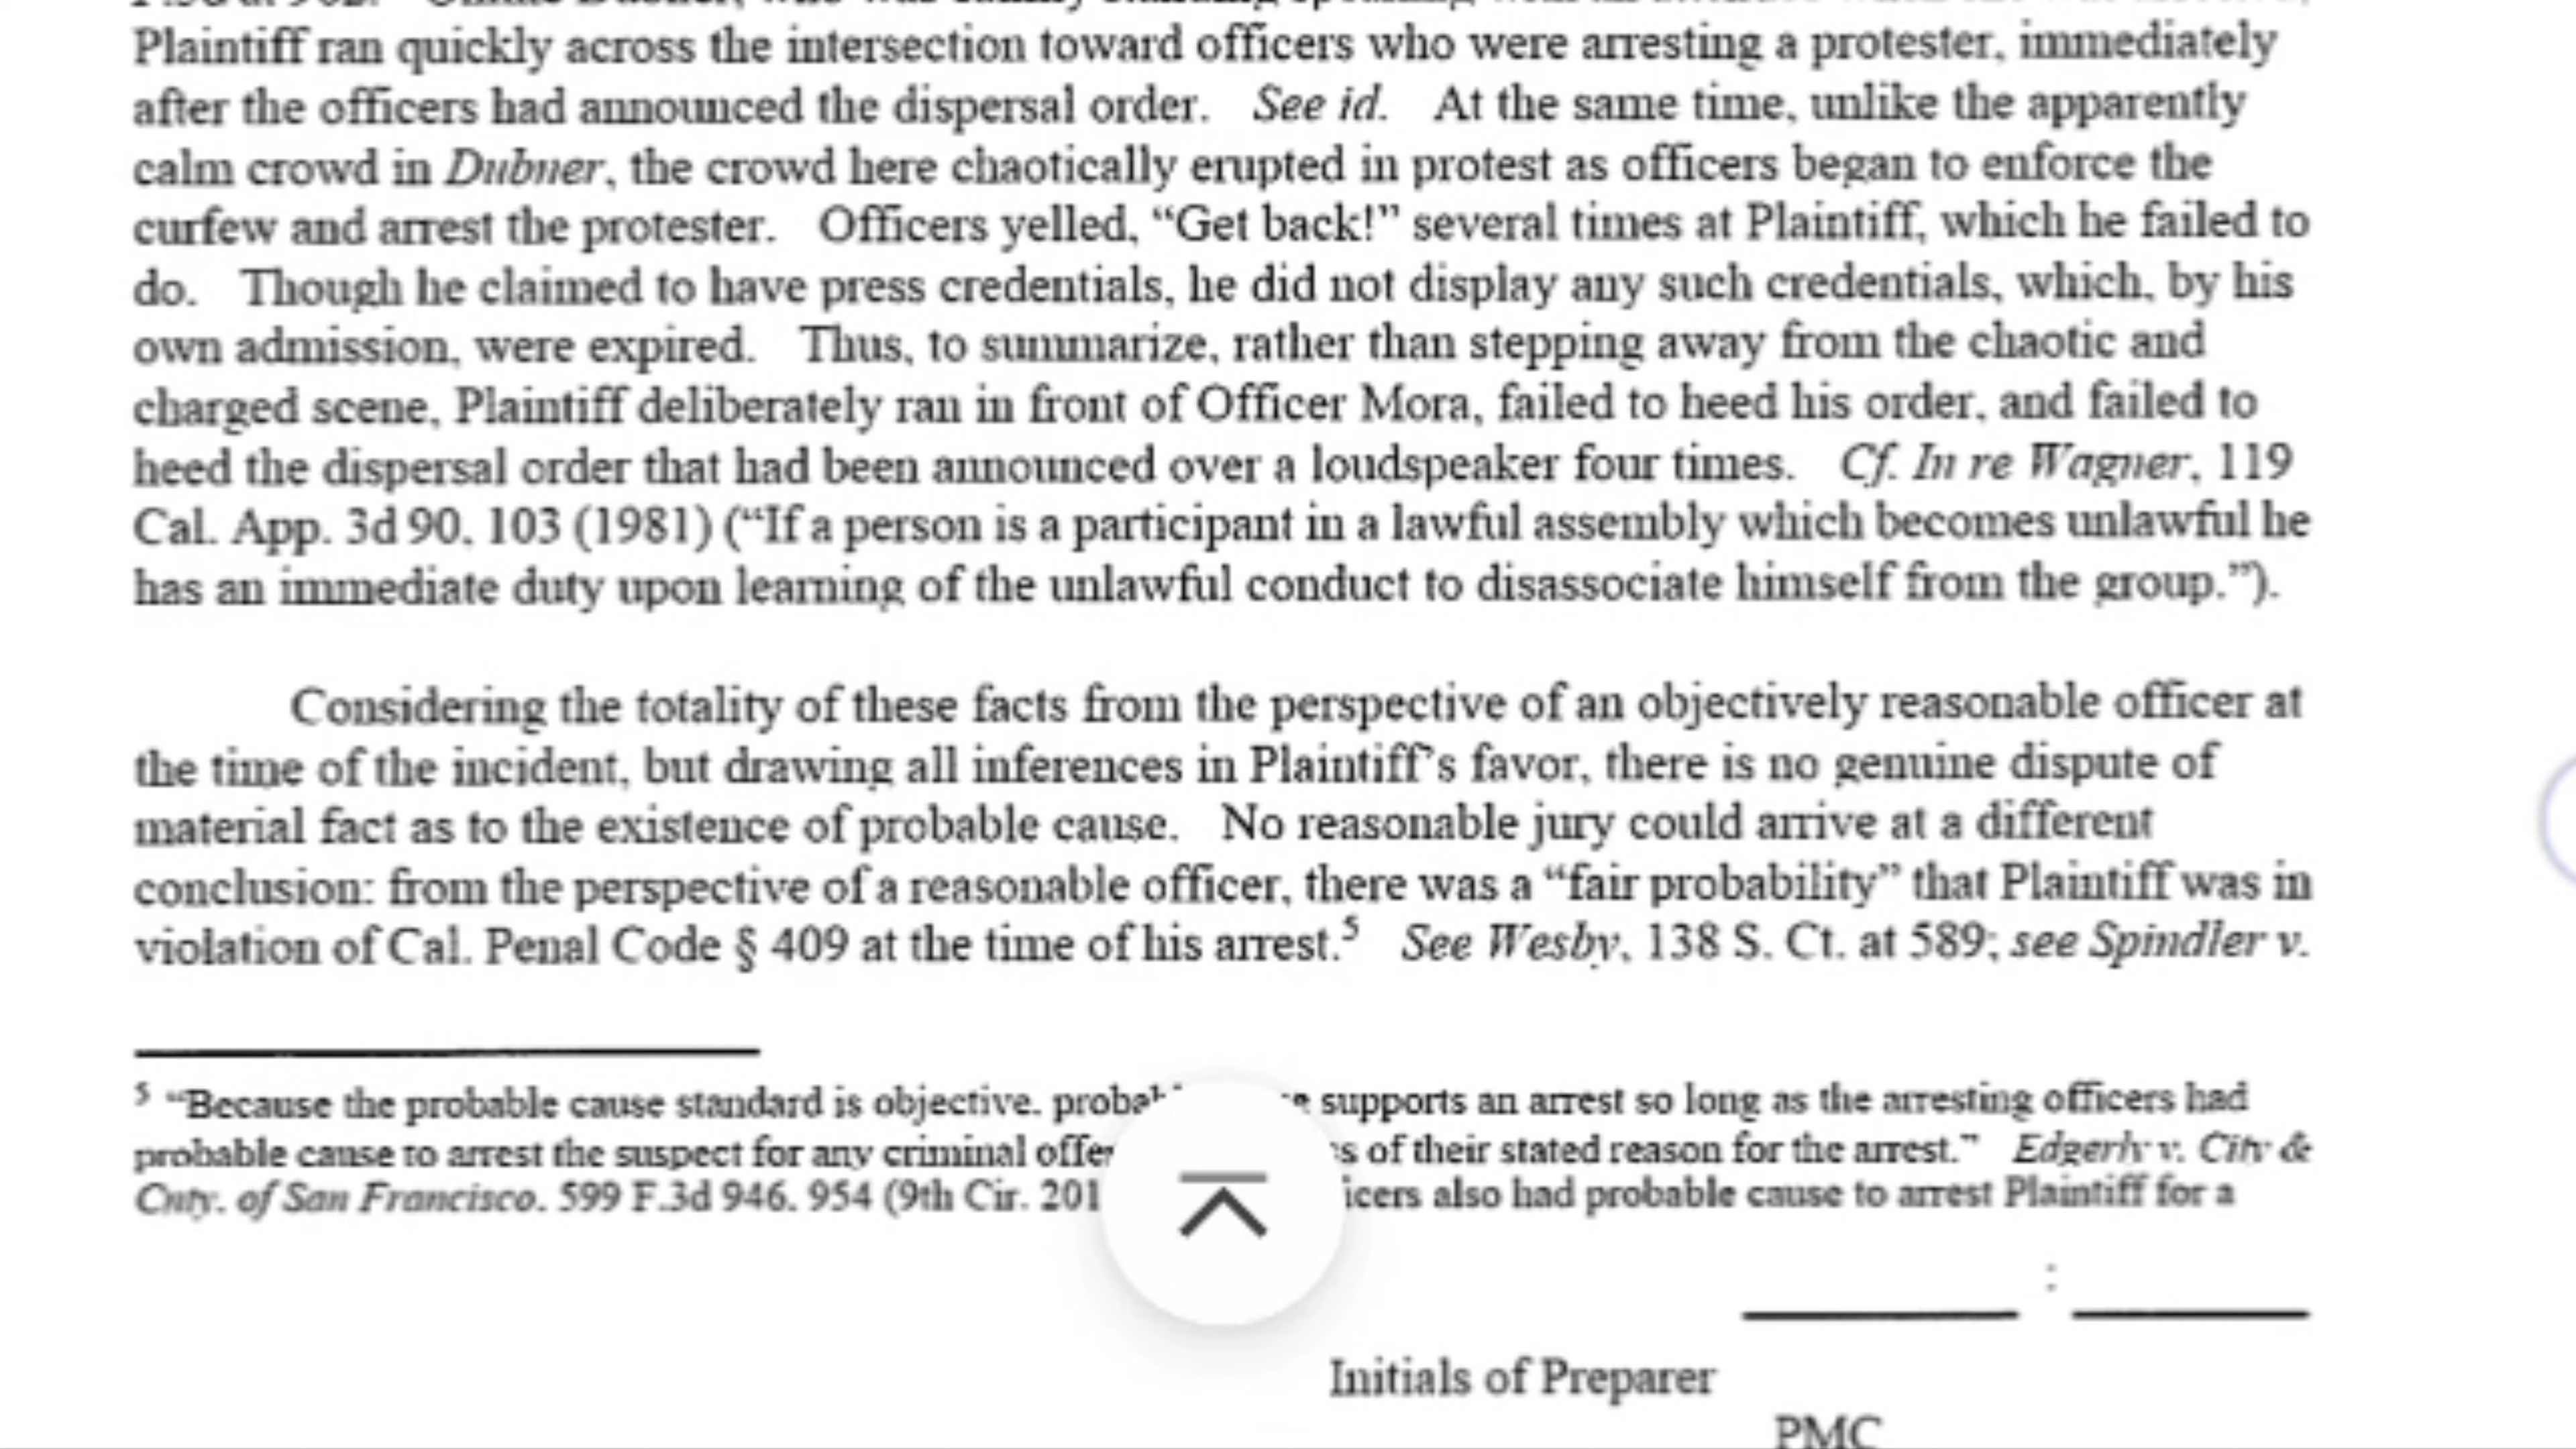 Plaintiff ran quickly across the intersection toward officers who were arresting a protester, immediately
after the officers had announced the dispersal order. See id. At the same time, unlike the apparently
calm crowd in Dubner, the crowd here chaotically erupted in protest as officers began to enforce the
curfew and arrest the protester. Officers yelled, “Get back!” several times at Plaintiff, which he failed to
do. Though he claimed to have press credentials, he did not display any such credentials, which, by his
own admission, were expired. Thus, to summarize, rather than stepping away from the chaotic and
charged scene, Plaintiff deliberately ran in front of Officer Mora, failed to heed his order, and failed to
heed the dispersal order that had been announced over a loudspeaker four times. Cf. In re Wagner, 119
Cal. App. 3d 90, 103 (1981) (“If a person is a participant in a lawful assembly which becomes unlawful he
has an immediate duty upon learning of the unlawful conduct to disassociate himself from the group.”).
Considering the totality of these facts from the perspective of an objectively reasonable officer at
the time of the incident, but drawing all inferences in Plaintiff’s favor, there is no genuine dispute of
material fact as to the existence of probable cause. No reasonable jury could arrive at a different
conclusion: from the perspective of a reasonable officer, there was a “fair probability” that Plaintiff was in
violation of Cal. Penal Code § 409 at the time of his arrest.5 See Wesby, 138 S. Ct. at 589; see Spindler v.
5 “Because the probable cause standard is objective, supports an arrest so long as the arresting officers had
probable cause to arrest the suspect for any criminal of their stated reason for the arrest.” Edgerly v. City &
Cnty. of San Francisco, 599 F.3d 946, 954 (9th Cir. 201 also had probable cause to arrest Plaintiff for a
:
Initials of Preparer
PMC